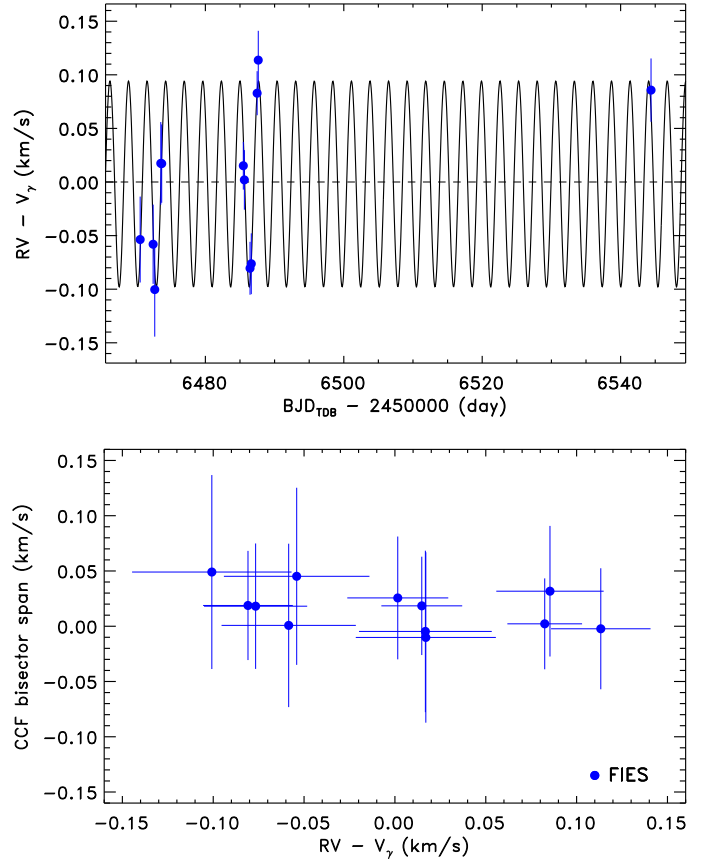 0.15
0.10
0.05
0.00
−0.05
−0.10
−0.15
RV − Vγ (km/s)
6480 6500 6520 6540
BJD_TDB − 2450000 (day)
0.15
0.10
0.05
0.00
−0.05
−0.10
−0.15
CCF bisector span (km/s)
FIES
−0.15 −0.10 −0.05 0.00 0.05 0.10 0.15
RV − Vγ (km/s)